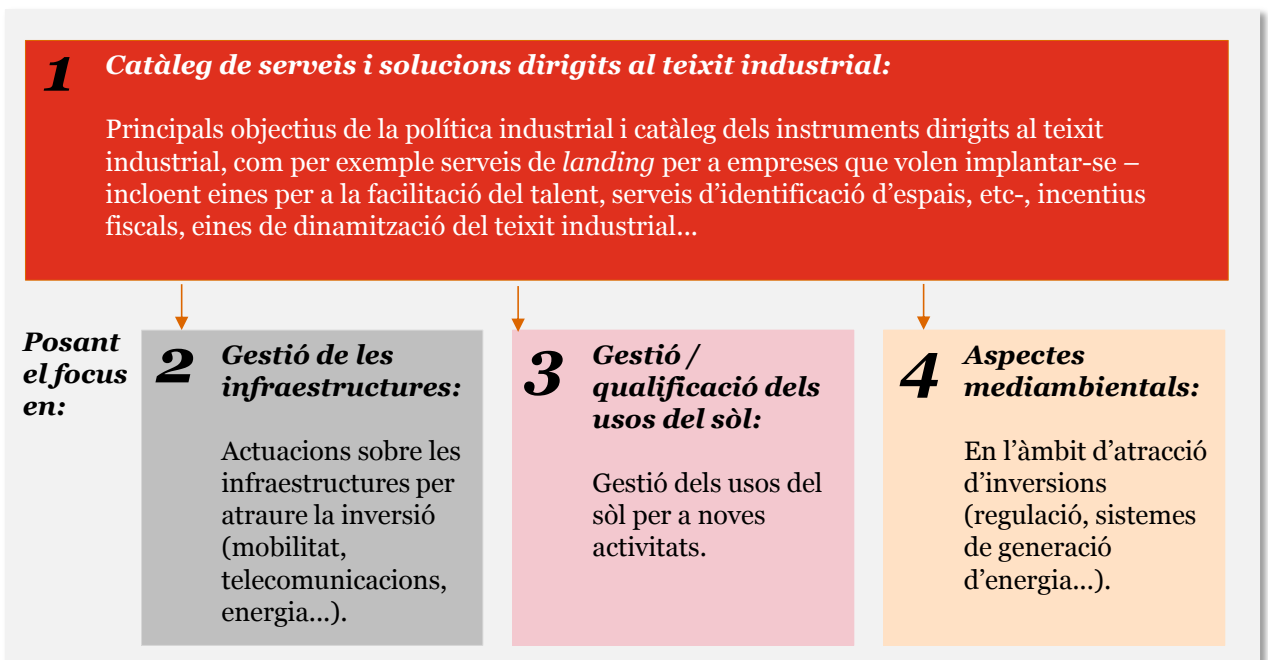 1 Catàleg de serveis i solucions dirigits al teixit industrial:
Principals objectius de la política industrial i catàleg dels instruments dirigits al teixit
industrial, com per exemple serveis de landing per a empreses que volen implantar-se –
incloent eines per a la facilitació del talent, serveis d’identificació d’espais, etc-, incentius
fiscals, eines de dinamització del teixit industrial...
Posant
el focus
en:
2 Gestió de les
infraestructures:
Actuacions sobre les
infraestructures per
atraure la inversió
(mobilitat,
telecomunicacions,
energia...).
3 Gestió /
qualificació dels
usos del sòl:
Gestió dels usos del
sòl per a noves
activitats.
4 Aspectes
mediambientals:
En l’àmbit d’atracció
d’inversions
(regulació, sistemes
de generació
d’energia...).